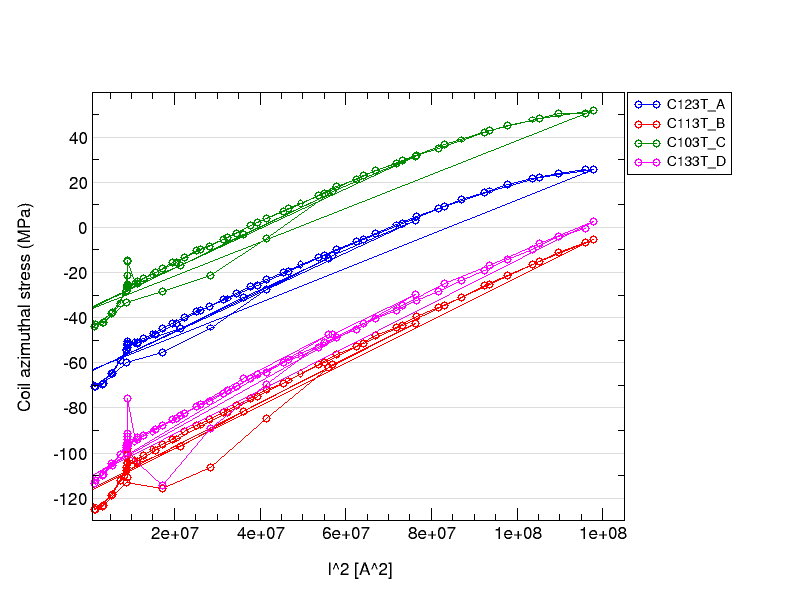 C123T_A
C113T_B
C103T_C
C133T_D
Coil azimuthal stress (MPa)
40
20
0
-20
-40
-60
-80
-100
-120
2e+07 4e+07 6e+07 8e+07 1e+08 1e+08
I^2 [A^2]